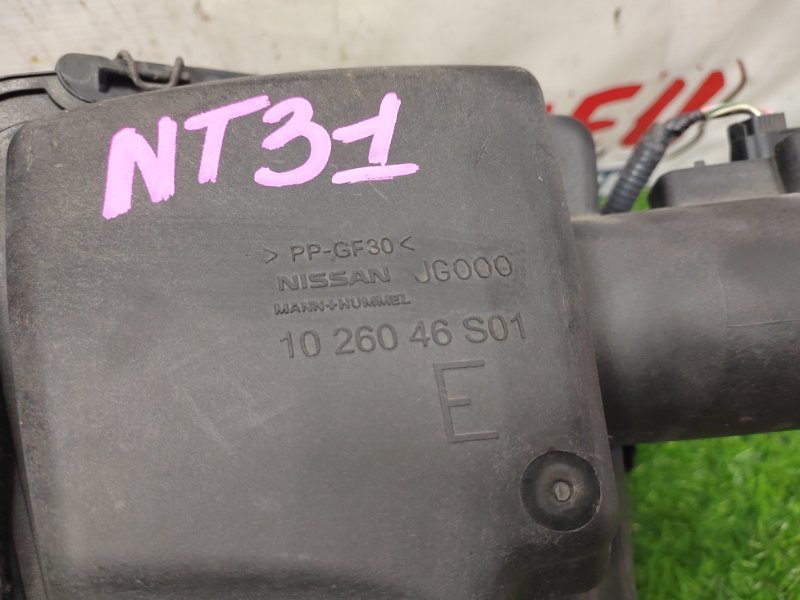 NT31
> PP-GF30 <
NISSAN JG000
MANN+HUMMEL
10 260 46 S01
E